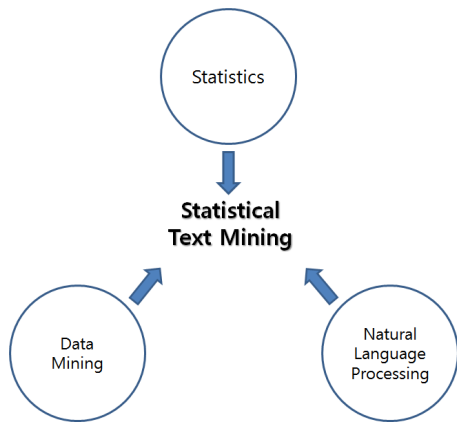 Statistics
Statistical
Text Mining
Data
Mining
Natural
Language
Processing